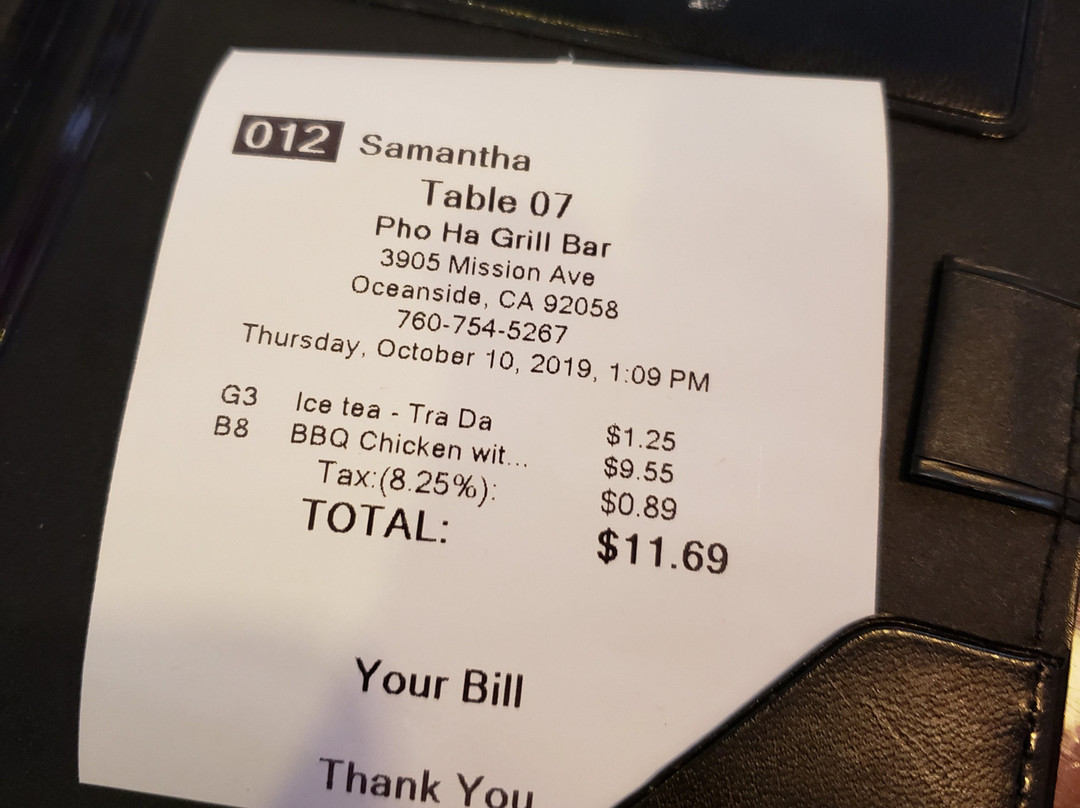 012 Samantha
Table 07
Pho Ha Grill Bar
3905 Mission Ave
Oceanside, CA 92058
760-754-5267
Thursday, October 10, 2019, 1:09 PM
G3 Ice tea - Tra Da $1.25
B8 BBQ Chicken wit... $9.55
Tax:(8.25%): $0.89
TOTAL: $11.69
Your Bill
Thank You